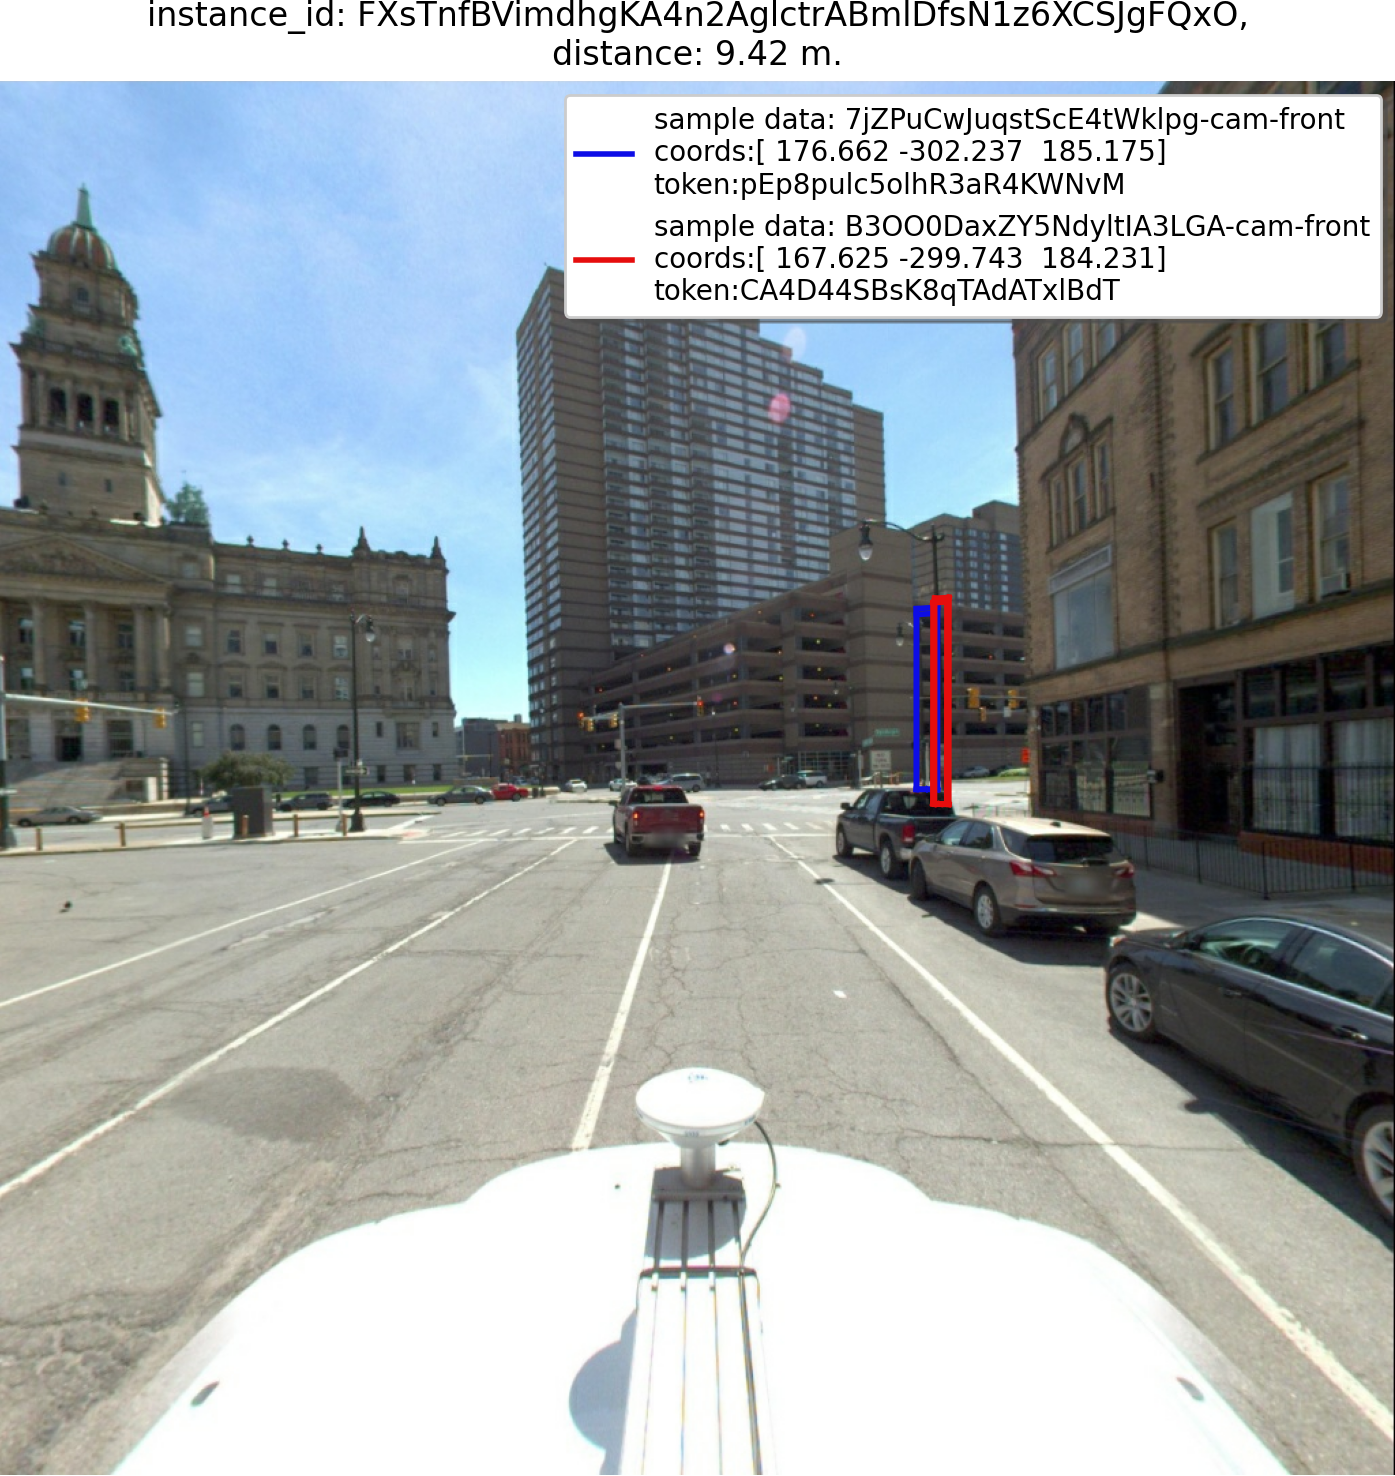 instance_id: FXsTnfBVimdhgKA4n2AglctrABmlDfsN1z6XCSJgFQxO,
distance: 9.42 m.
sample data: 7jZPuCwJuqstScE4tWklpg-cam-front
coords:[ 176.662 -302.237  185.175]
token:pEp8pulc5olhR3aR4KWNvM
sample data: B3OO0DaxZY5NdyltIA3LGA-cam-front
coords:[ 167.625 -299.743  184.231]
token:CA4D44SBsK8qTAdATxlBdT